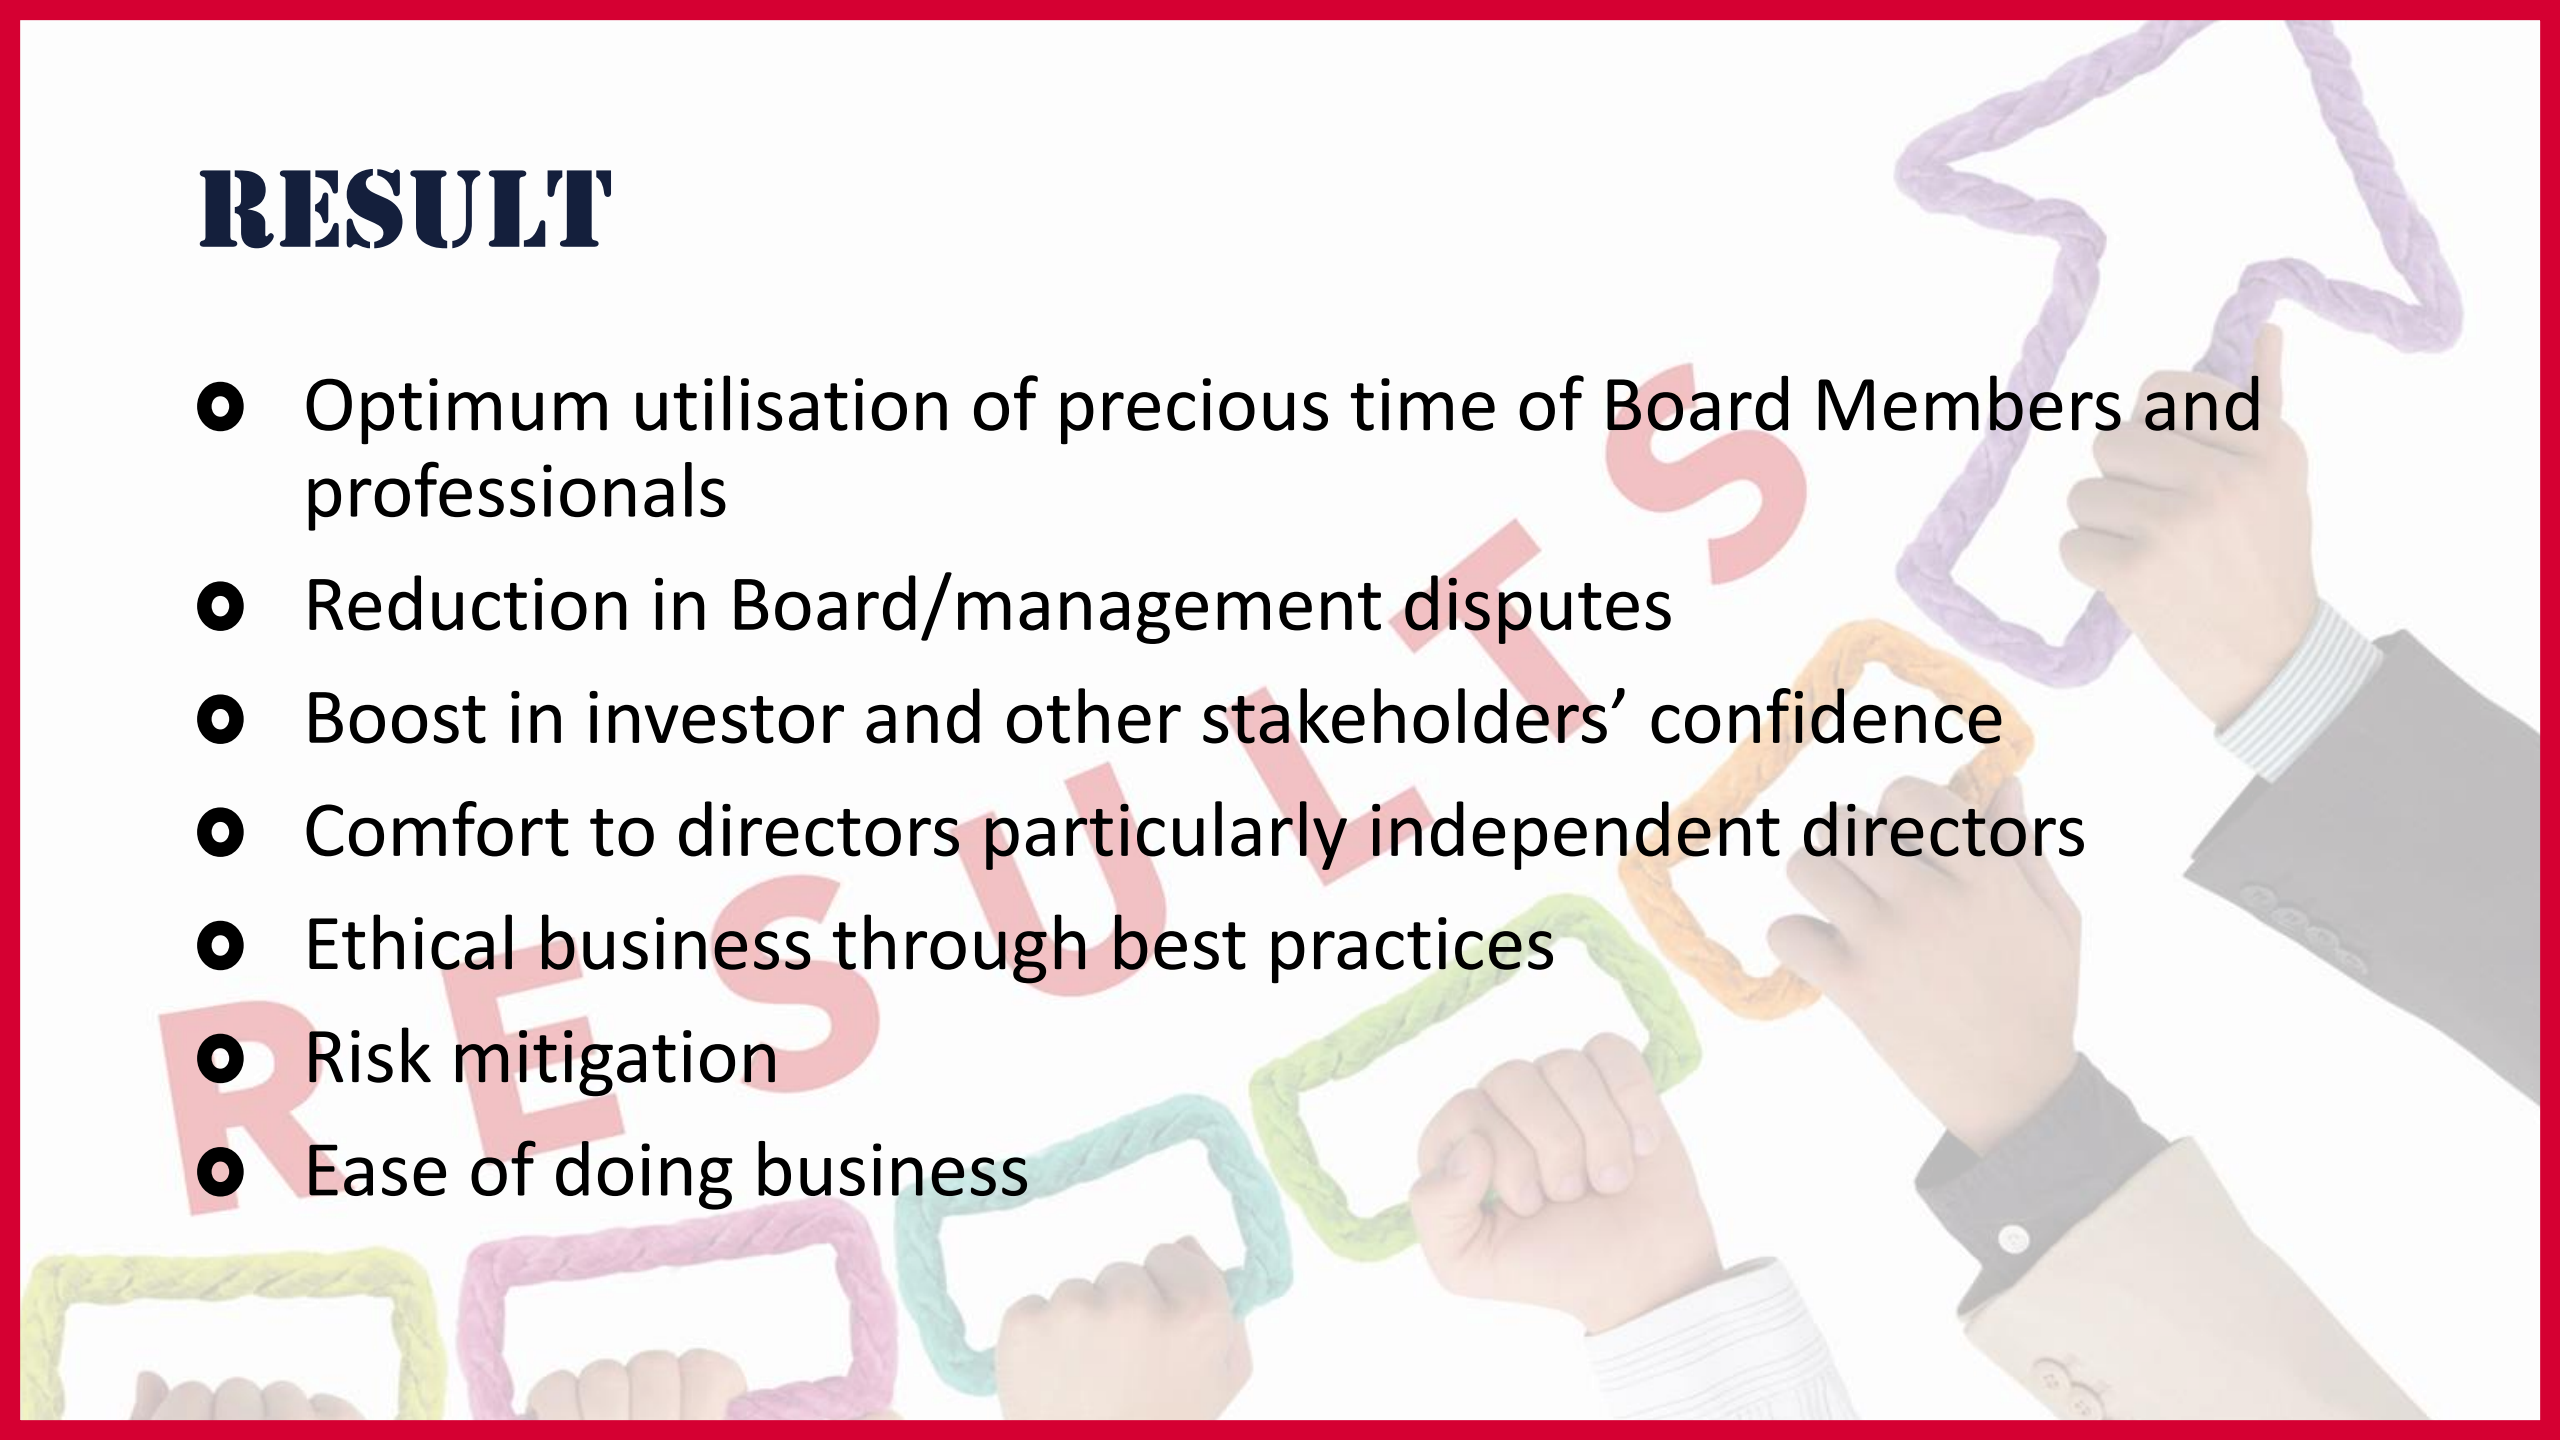 RESULT
Optimum utilisation of precious time of Board Members and
professionals
Reduction in Board/management disputes
Boost in investor and other stakeholders’ confidence
Comfort to directors particularly independent directors
Ethical business through best practices
Risk mitigation
Ease of doing business
RESULTS